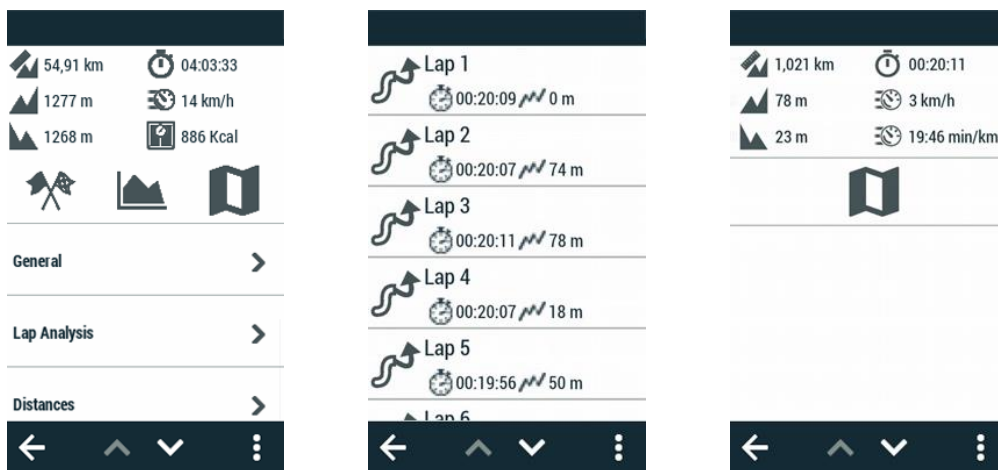 54,91 km 04:03:33
1277 m 14 km/h
1268 m 886 Kcal
General
Lap Analysis
Distances
Lap 1
00:20:09 0 m
Lap 2
00:20:07 74 m
Lap 3
00:20:11 78 m
Lap 4
00:20:07 18 m
Lap 5
00:19:56 50 m
Lap 6
1,021 km 00:20:11
78 m 3 km/h
23 m 19:46 min/km